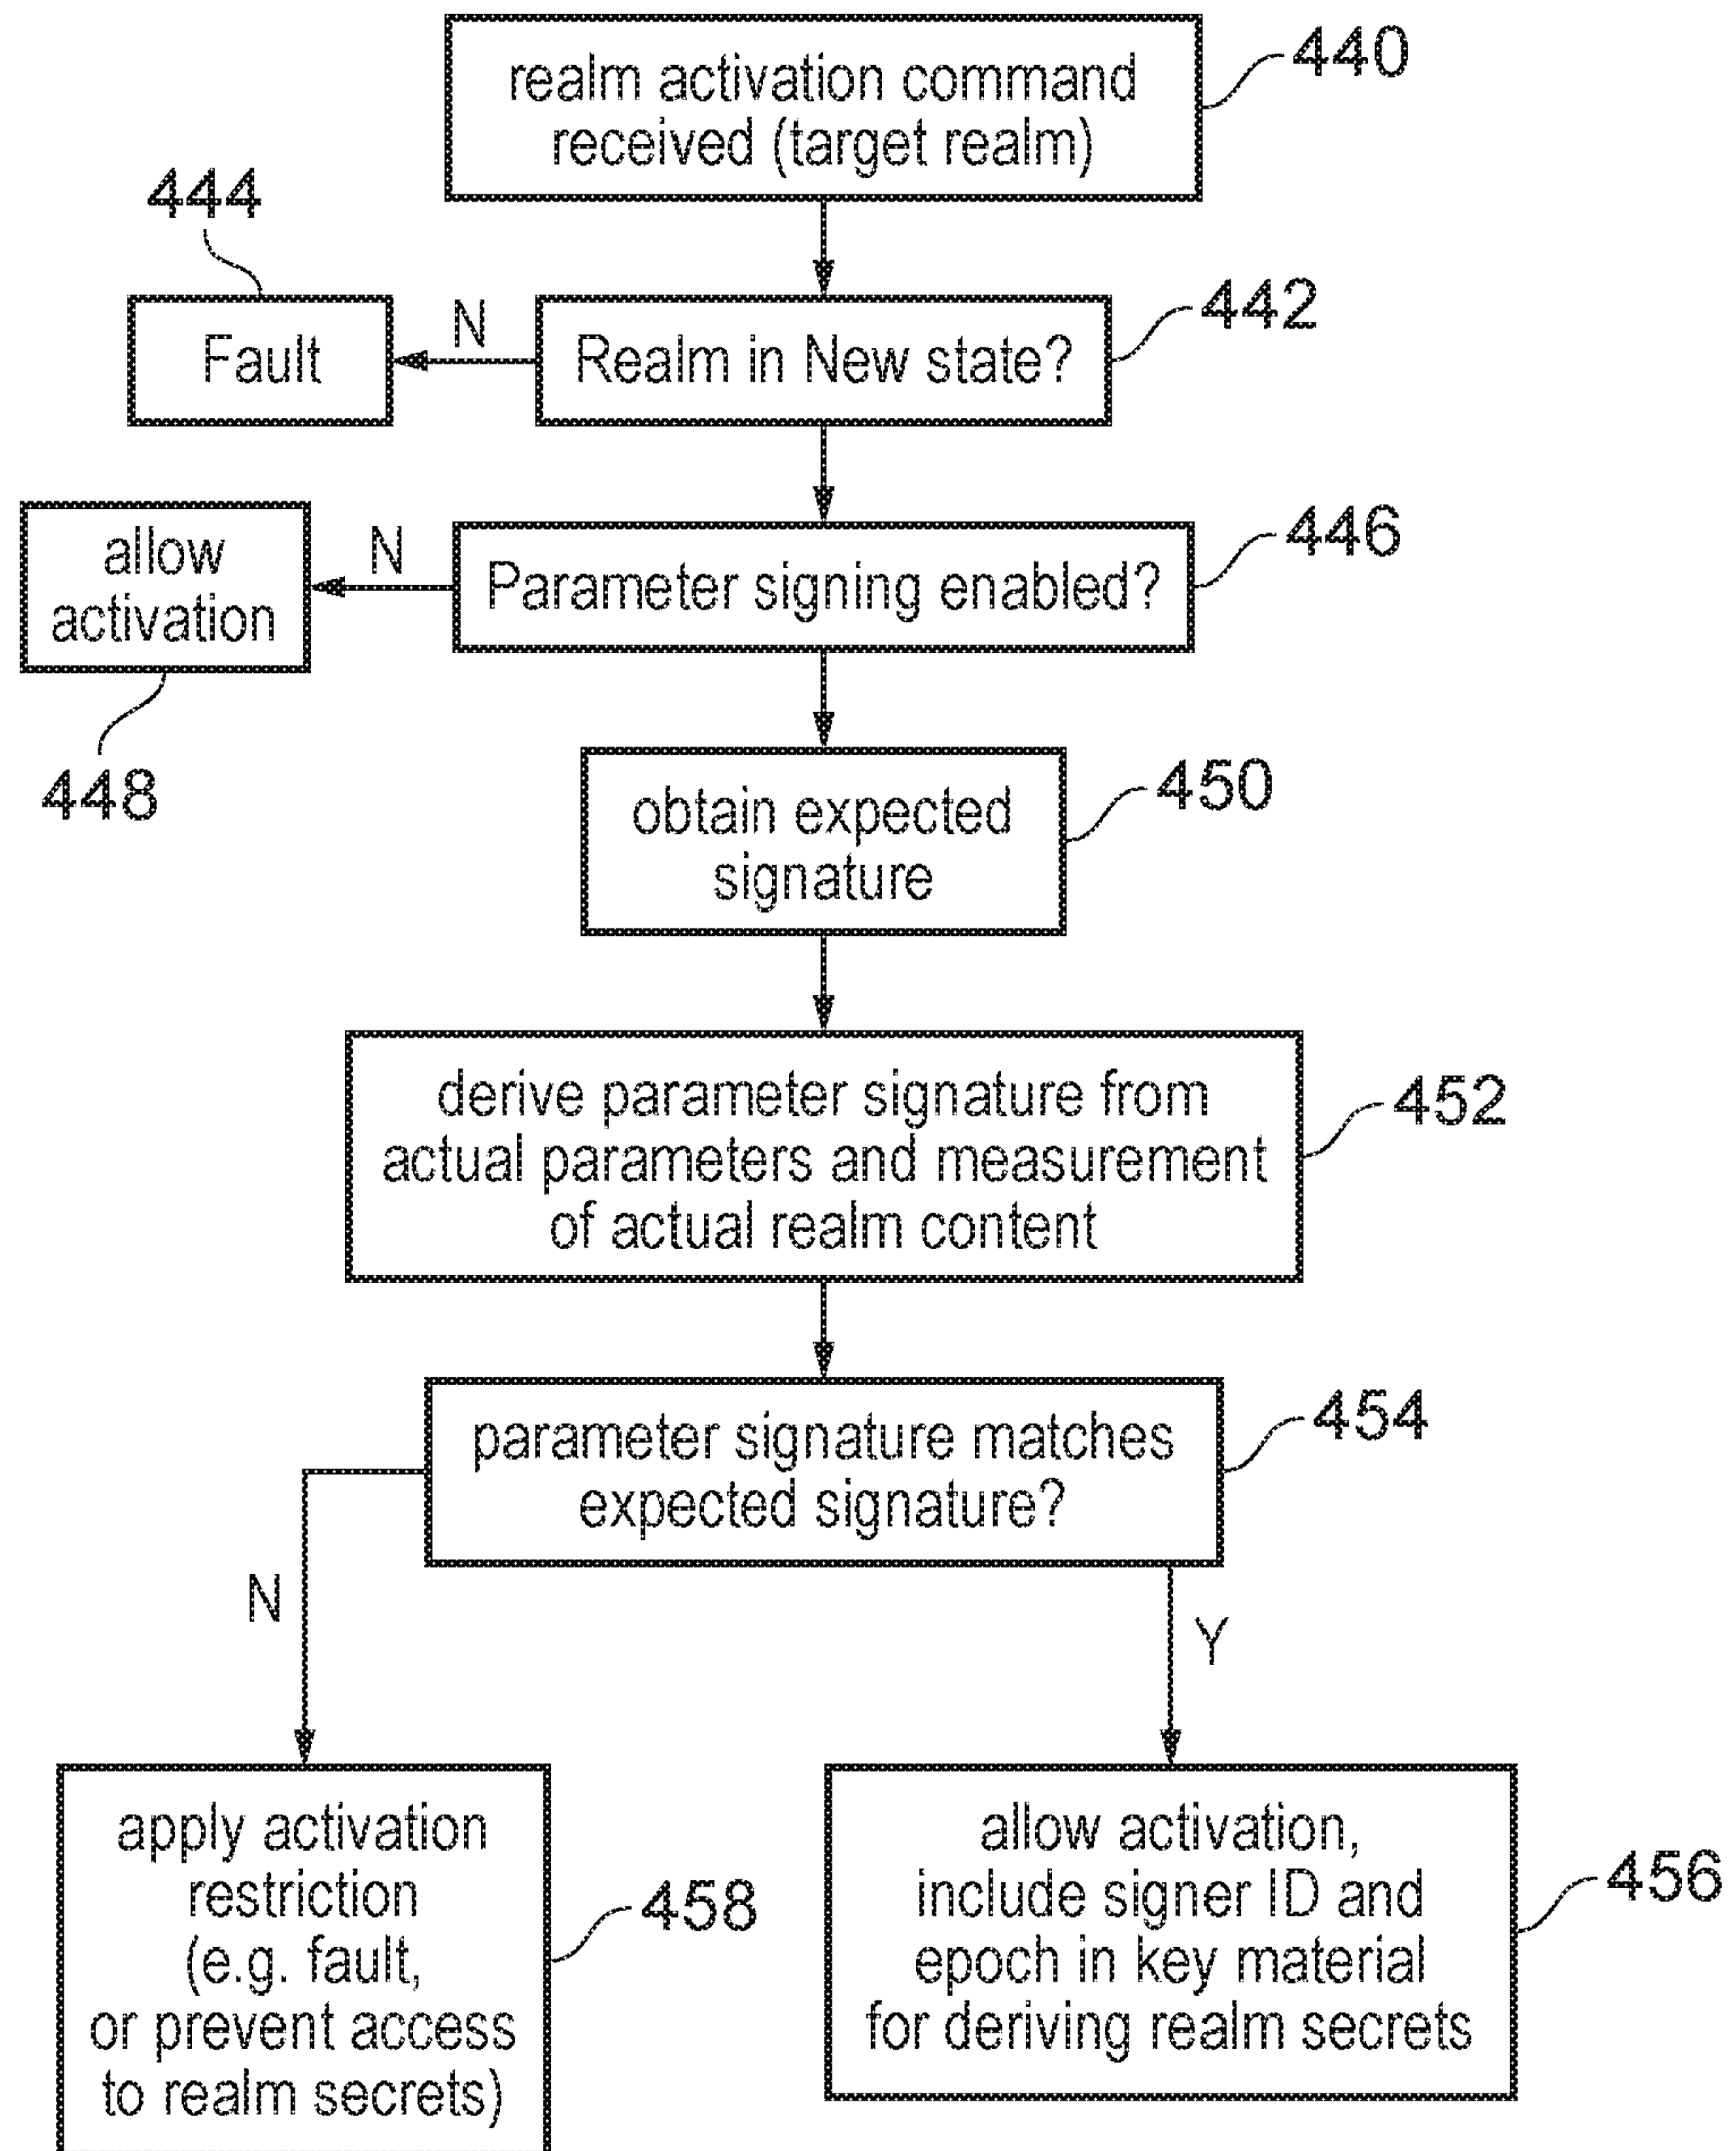 realm activation command
received (target realm)
440
444
Fault
N
Realm in New state?
442
allow
activation
N
Parameter signing enabled?
446
448
obtain expected
signature
450
derive parameter signature from
actual parameters and measurement
of actual realm content
452
parameter signature matches
expected signature?
454
N
Y
apply activation
restriction
(e.g. fault,
or prevent access
to realm secrets)
458
allow activation,
include signer ID and
epoch in key material
for deriving realm secrets
456